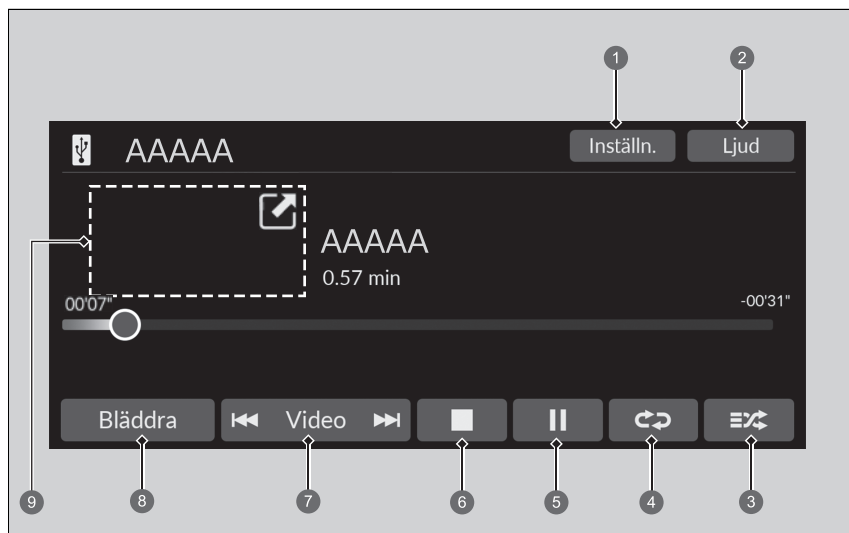 1 2
AAAAA Inställn. Ljud
AAAAA
0.57 min
00'07" -00'31"
Bläddra Video
9 8 7 6 5 4 3